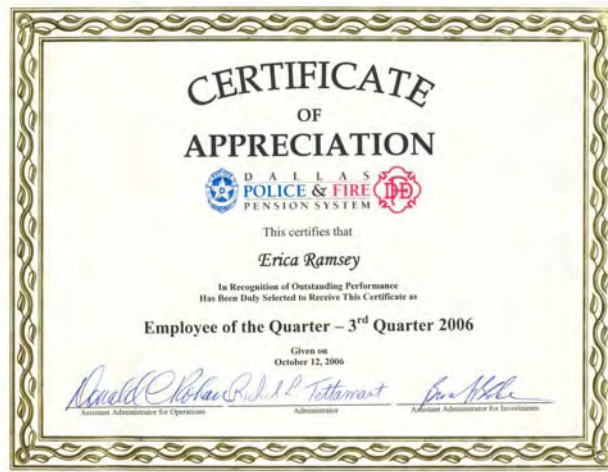 CERTIFICATE
OF
APPRECIATION
DALLAS
POLICE & FIRE
PENSION SYSTEM
This certifies that
Erica Ramsey
In Recognition of Outstanding Performance
Has Been Duly Selected to Receive This Certificate as
Employee of the Quarter – 3rd Quarter 2006
Given on
October 12, 2006
Assistant Administrator for Operations
Administrator
Assistant Administrator for Investments